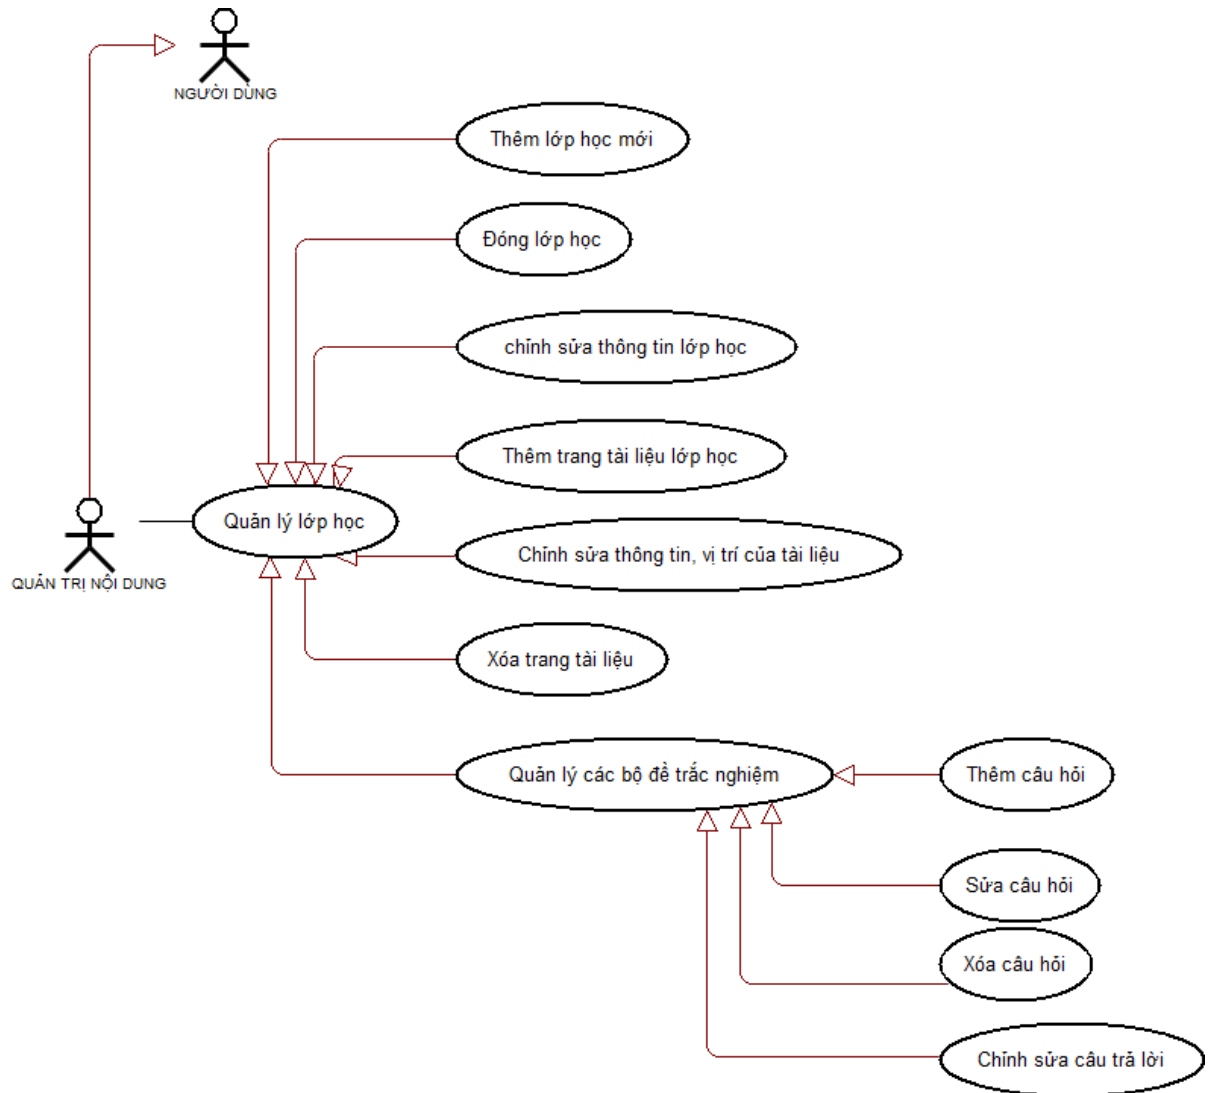 NGƯỜI DÙNG
Thêm lớp học mới
Đóng lớp học
chỉnh sửa thông tin lớp học
Thêm trang tài liệu lớp học
Quản lý lớp học
Chỉnh sửa thông tin, vị trí của tài liệu
QUẢN TRỊ NỘI DUNG
Xóa trang tài liệu
Quản lý các bộ đề trắc nghiệm
Thêm câu hỏi
Sửa câu hỏi
Xóa câu hỏi
Chỉnh sửa câu trả lời